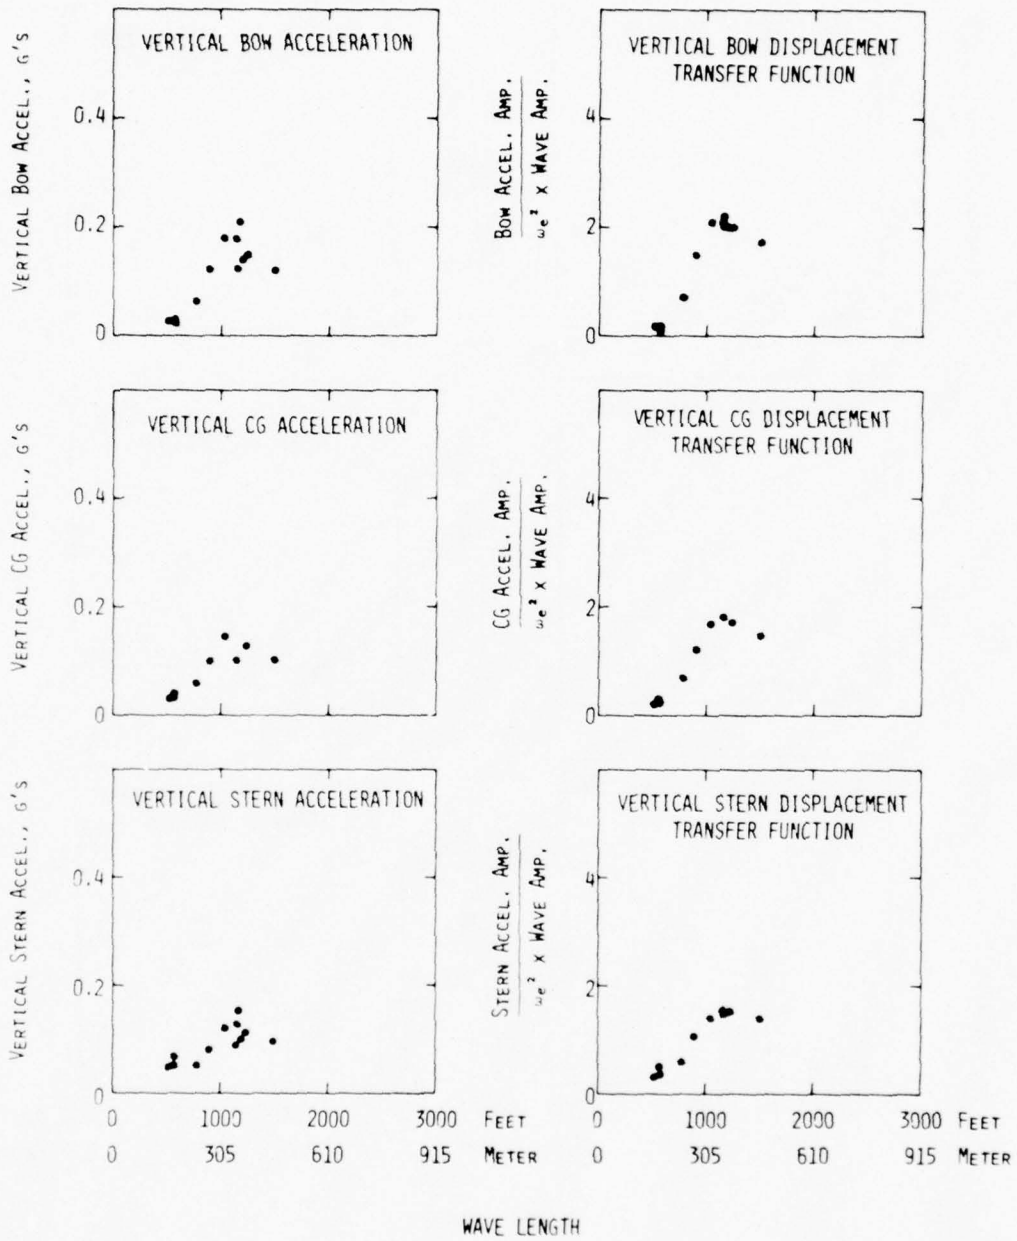 VERTICAL BOW ACCELERATION
VERTICAL BOW ACCEL., G'S
0.4
0.2
0
VERTICAL BOW DISPLACEMENT
TRANSFER FUNCTION
BOW ACCEL. AMP.
ωe² x WAVE AMP.
4
2
0
VERTICAL CG ACCELERATION
VERTICAL CG ACCEL., G'S
0.4
0.2
0
VERTICAL CG DISPLACEMENT
TRANSFER FUNCTION
CG ACCEL. AMP.
ωe² x WAVE AMP.
4
2
0
VERTICAL STERN ACCELERATION
VERTICAL STERN ACCEL., G'S
0.4
0.2
0
0 1000 2000 3000 FEET
0 305 610 915 METER
VERTICAL STERN DISPLACEMENT
TRANSFER FUNCTION
STERN ACCEL. AMP.
ωe² x WAVE AMP.
4
2
0
0 1000 2000 3000 FEET
0 305 610 915 METER
WAVE LENGTH